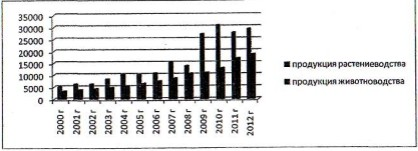 35000
30000
25000
20000
15000
10000
5000
0
2000 г
2001 г
2002 г
2003 г
2004 г
2005 г
2006 г
2007 г
2008 г
2009 г
2010 г
2011 г
2012 г
продукция растениеводства
продукция животноводства